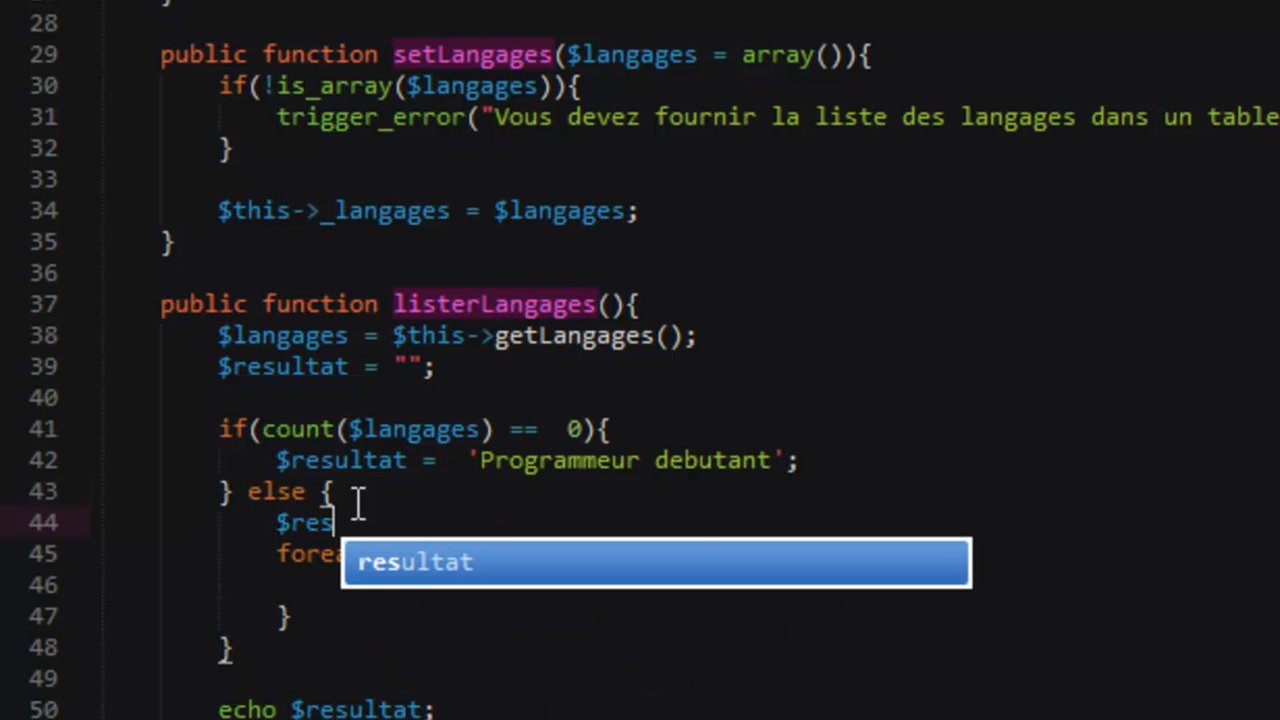 28
29 public function setLangages($langages = array()){
30 if(!is_array($langages)){
31 trigger_error("Vous devez fournir la liste des langages dans un table
32 }
33
34 $this->_langages = $langages;
35 }
36
37 public function listerLangages(){
38 $langages = $this->getLangages();
39 $resultat = "";
40
41 if(count($langages) == 0){
42 $resultat = 'Programmeur debutant';
43 } else {
44 $res
45 forea
resultat
46
47 }
48 }
49
50 echo $resultat;